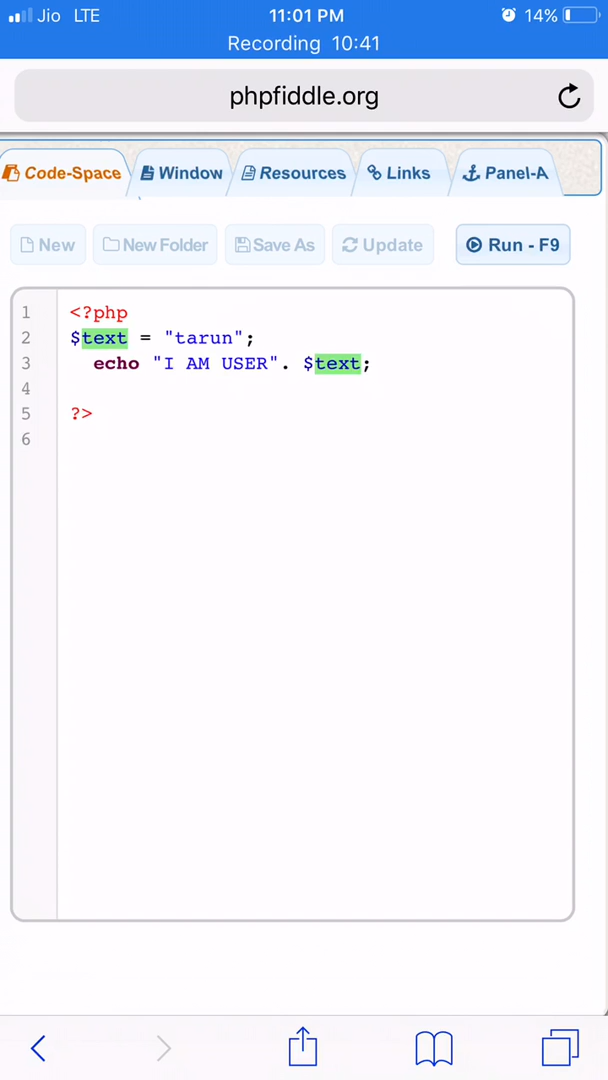 Jio LTE 11:01 PM 14%
Recording 10:41
phpfiddle.org
Code-Space Window Resources Links Panel-A
New New Folder Save As Update Run - F9
1 <?php
2 $text = "tarun";
3 echo "I AM USER". $text;
4
5 ?>
6